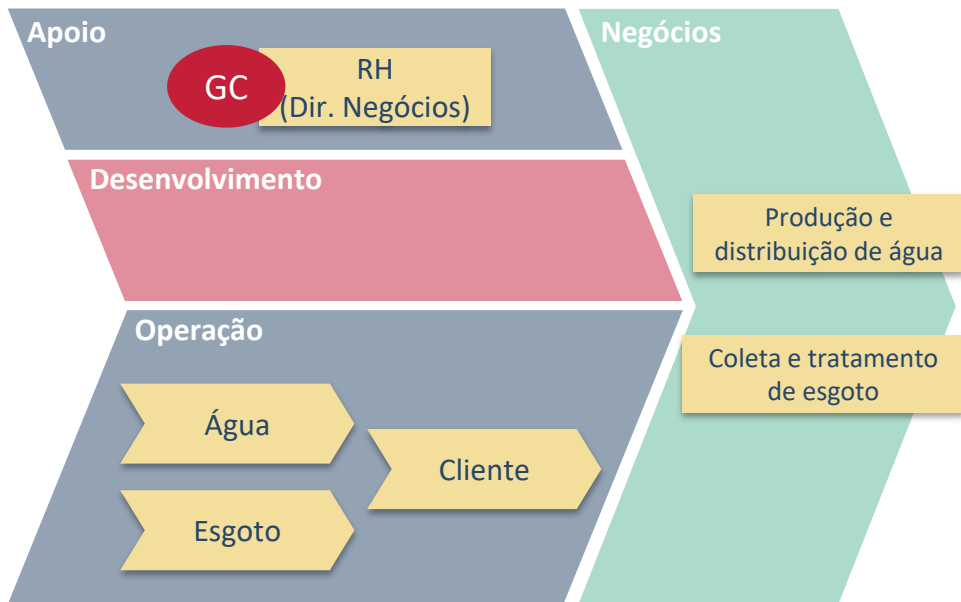 Apoio
GC
RH
(Dir. Negócios)
Negócios
Desenvolvimento
Produção e
distribuição de água
Operação
Coleta e tratamento
de esgoto
Água
Cliente
Esgoto